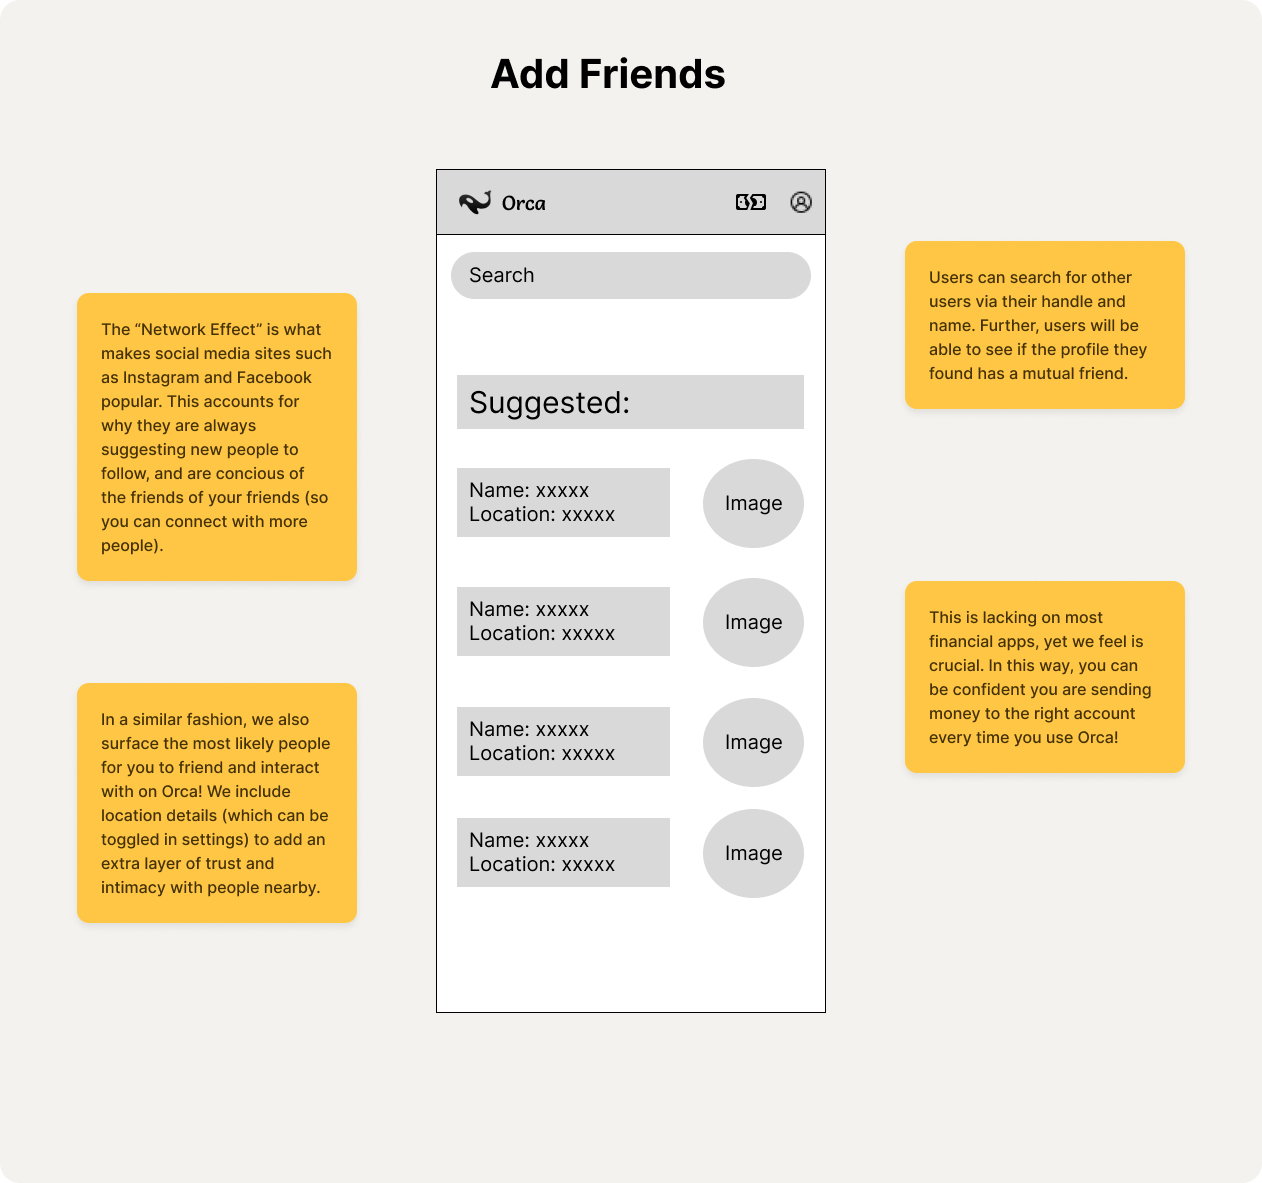 Add Friends
Orca
Search
Suggested:
Name: xxxxx
Location: xxxxx
Image
Name: xxxxx
Location: xxxxx
Image
Name: xxxxx
Location: xxxxx
Image
Name: xxxxx
Location: xxxxx
Image
The “Network Effect” is what
makes social media sites such
as Instagram and Facebook
popular. This accounts for
why they are always
suggesting new people to
follow, and are concious of
the friends of your friends (so
you can connect with more
people).
In a similar fashion, we also
surface the most likely people
for you to friend and interact
with on Orca! We include
location details (which can be
toggled in settings) to add an
extra layer of trust and
intimacy with people nearby.
Users can search for other
users via their handle and
name. Further, users will be
able to see if the profile they
found has a mutual friend.
This is lacking on most
financial apps, yet we feel is
crucial. In this way, you can
be confident you are sending
money to the right account
every time you use Orca!